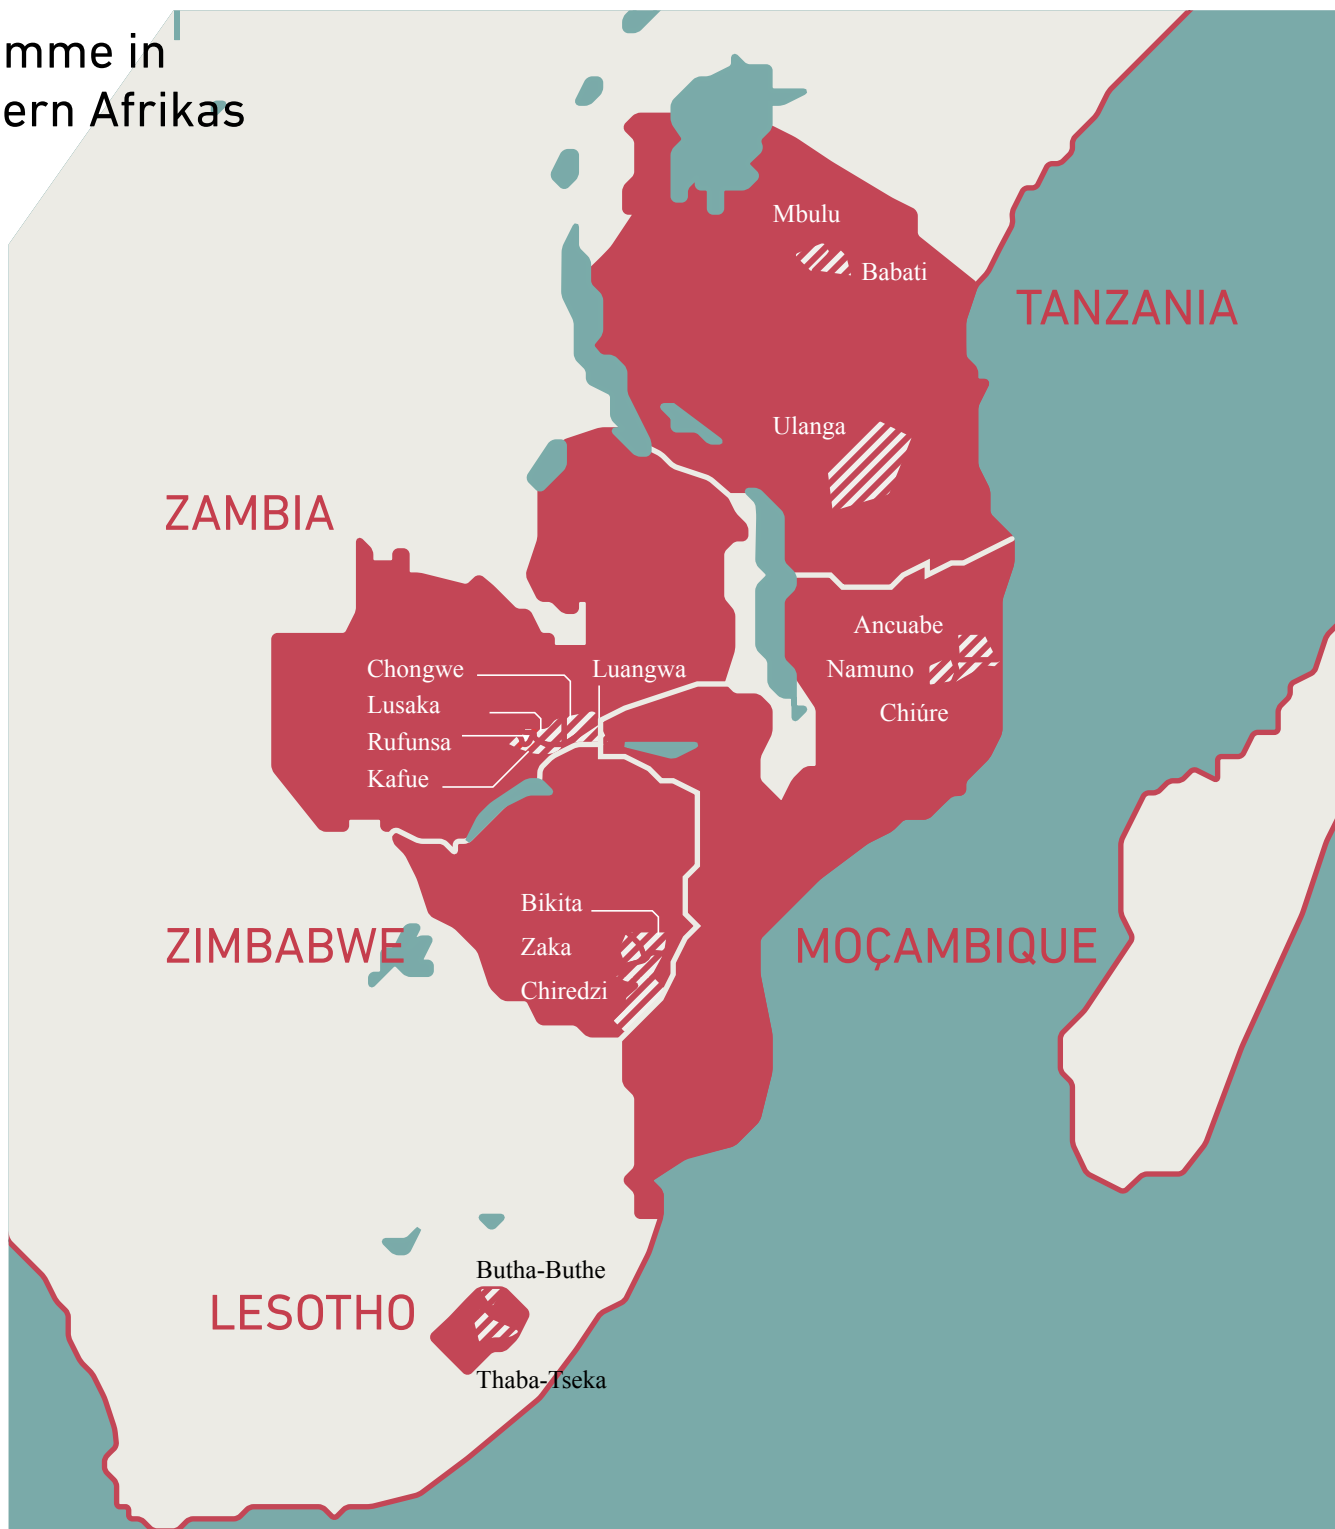 mme in
ern Afrikas
Mbulu
Babati
TANZANIA
Ulanga
ZAMBIA
Ancuabe
Chongwe
Luangwa
Namuno
Lusaka
Chiúre
Rufunsa
Kafue
Bikita
ZIMBABWE
Zaka
MOÇAMBIQUE
Chiredzi
Butha-Buthe
LESOTHO
Thaba-Tseka